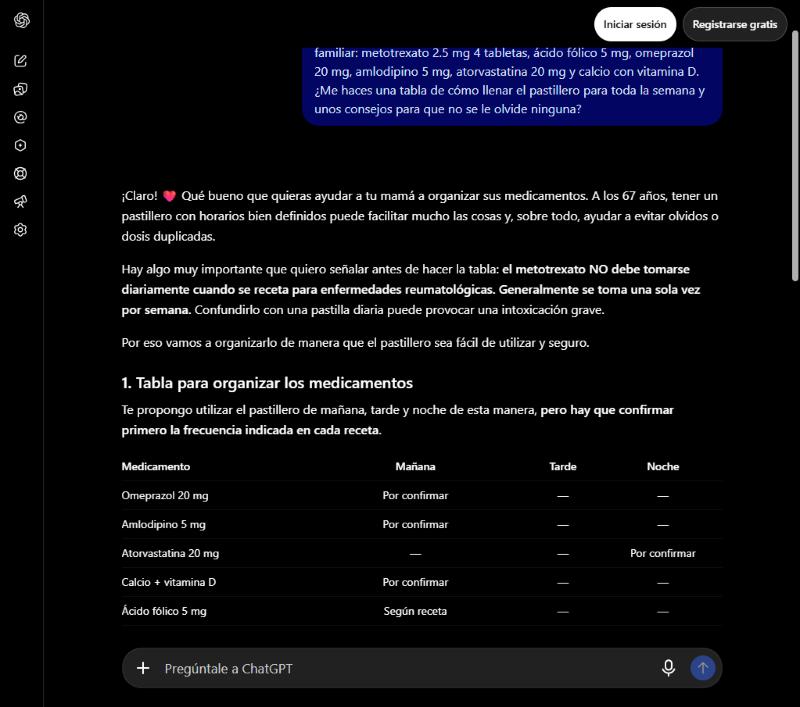 Iniciar sesión
Registrarse gratis
familiar: metotrexato 2.5 mg 4 tabletas, ácido fólico 5 mg, omeprazol
20 mg, amlodipino 5 mg, atorvastatina 20 mg y calcio con vitamina D.
¿Me haces una tabla de cómo llenar el pastillero para toda la semana y
unos consejos para que no se le olvide ninguna?
¡Claro! ❤️ Qué bueno que quieras ayudar a tu mamá a organizar sus medicamentos. A los 67 años, tener un
pastillero con horarios bien definidos puede facilitar mucho las cosas y, sobre todo, ayudar a evitar olvidos o
dosis duplicadas.
Hay algo muy importante que quiero señalar antes de hacer la tabla: el metotrexato NO debe tomarse
diariamente cuando se receta para enfermedades reumatológicas. Generalmente se toma una sola vez
por semana. Confundirlo con una pastilla diaria puede provocar una intoxicación grave.
Por eso vamos a organizarlo de manera que el pastillero sea fácil de utilizar y seguro.
1. Tabla para organizar los medicamentos
Te propongo utilizar el pastillero de mañana, tarde y noche de esta manera, pero hay que confirmar
primero la frecuencia indicada en cada receta.
Medicamento Mañana Tarde Noche
Omeprazol 20 mg Por confirmar — —
Amlodipino 5 mg Por confirmar — —
Atorvastatina 20 mg — — Por confirmar
Calcio + vitamina D Por confirmar — —
Ácido fólico 5 mg Según receta — —
Pregúntale a ChatGPT